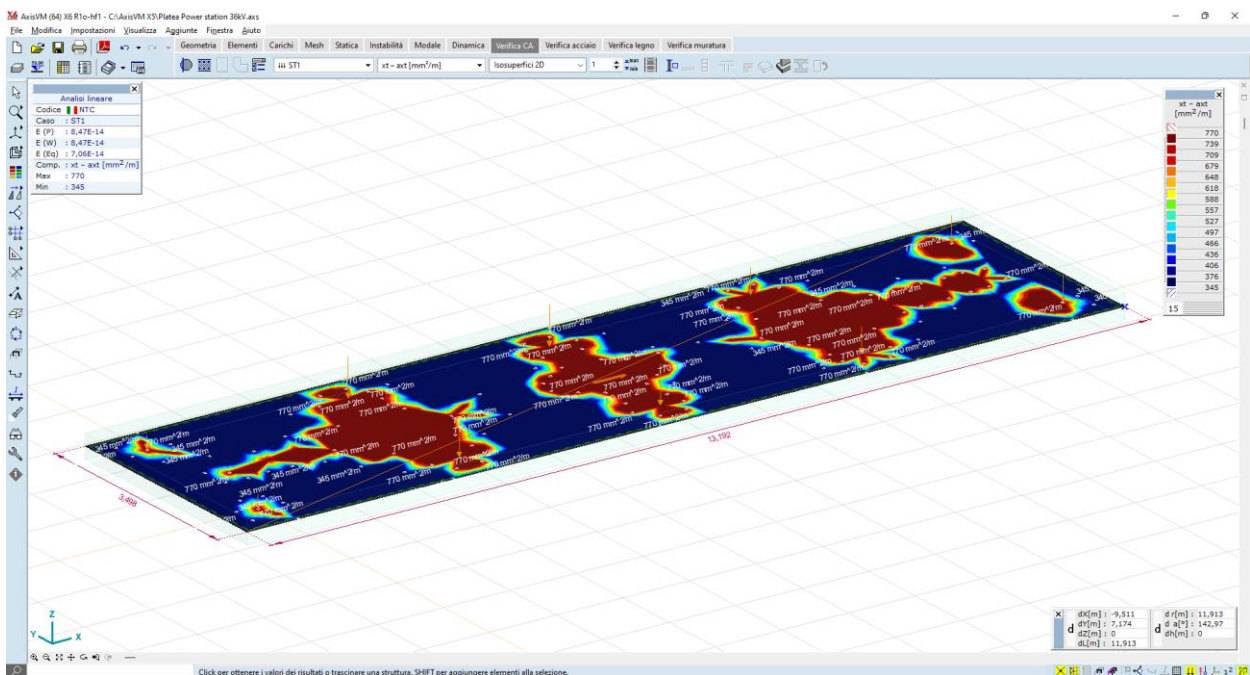 AxisVM (64) X6 R1o-hf1 - C:\AxisVM X5\Platea Power station 36kV.axs
File Modifica Impostazioni Visualizza Aggiunte Finestra Aiuto
Geometria Elementi Carichi Mesh Statica Instabilità Modale Dinamica Verifica CA Verifica acciaio Verifica legno Verifica muratura
ST1 xt - axt [mm²/m] Isosuperfici 2D 1
Analisi lineare
Codice NTC
Caso : ST1
E (P) : 8,47E-14
E (W) : 8,47E-14
E (Eq) : 7,06E-14
Comp. : xt - axt [mm²/m]
Max : 770
Min : 345
xt - axt
[mm²/m]
770
739
709
679
648
618
588
557
527
497
466
436
406
376
345
15
770 mm^2/m
345 mm^2/m
13,192
3,498
Z
Y X
dX[m] : -9,511 d r[m] : 11,913
dY[m] : 7,174 d a[°] : 142,97
dZ[m] : 0 dh[m] : 0
dL[m] : 11,913
d d
Click per ottenere i valori dei risultati o trascinare una struttura. SHIFT per aggiungere elementi alla selezione.